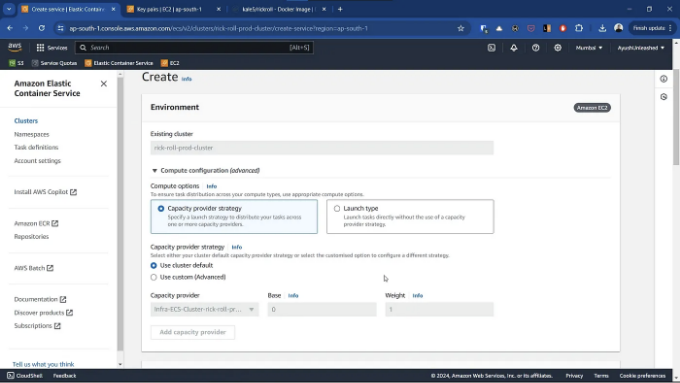 Create service | Elastic Contain
Key pairs | EC2 | ap-south-1
kale5/rickroll - Docker Image |
ap-south-1.console.aws.amazon.com/ecs/v2/clusters/rick-roll-prod-cluster/create-service?region=ap-south-1
Finish update
aws
Services
Search
[Alt+S]
Mumbai
AyushUnleashed
S3
Service Quotas
Elastic Container Service
EC2
Amazon Elastic
Container Service
Clusters
Namespaces
Task definitions
Account settings
Install AWS Copilot
Amazon ECR
Repositories
AWS Batch
Documentation
Discover products
Subscriptions
Tell us what you think
Create Info
Environment
Amazon EC2
Existing cluster
rick-roll-prod-cluster
Compute configuration (advanced)
Compute options Info
To ensure task distribution across your compute types, use appropriate compute options.
Capacity provider strategy
Specify a launch strategy to distribute your tasks across
one or more capacity providers.
Launch type
Launch tasks directly without the use of a capacity
provider strategy.
Capacity provider strategy Info
Select either your cluster default capacity provider strategy or select the customised option to configure a different strategy.
Use cluster default
Use custom (Advanced)
Capacity provider
Base Info
Weight Info
Infra-ECS-Cluster-rick-roll-pr...
0
1
Add capacity provider
CloudShell
Feedback
© 2024, Amazon Web Services, Inc. or its affiliates.
Privacy
Terms
Cookie preferences